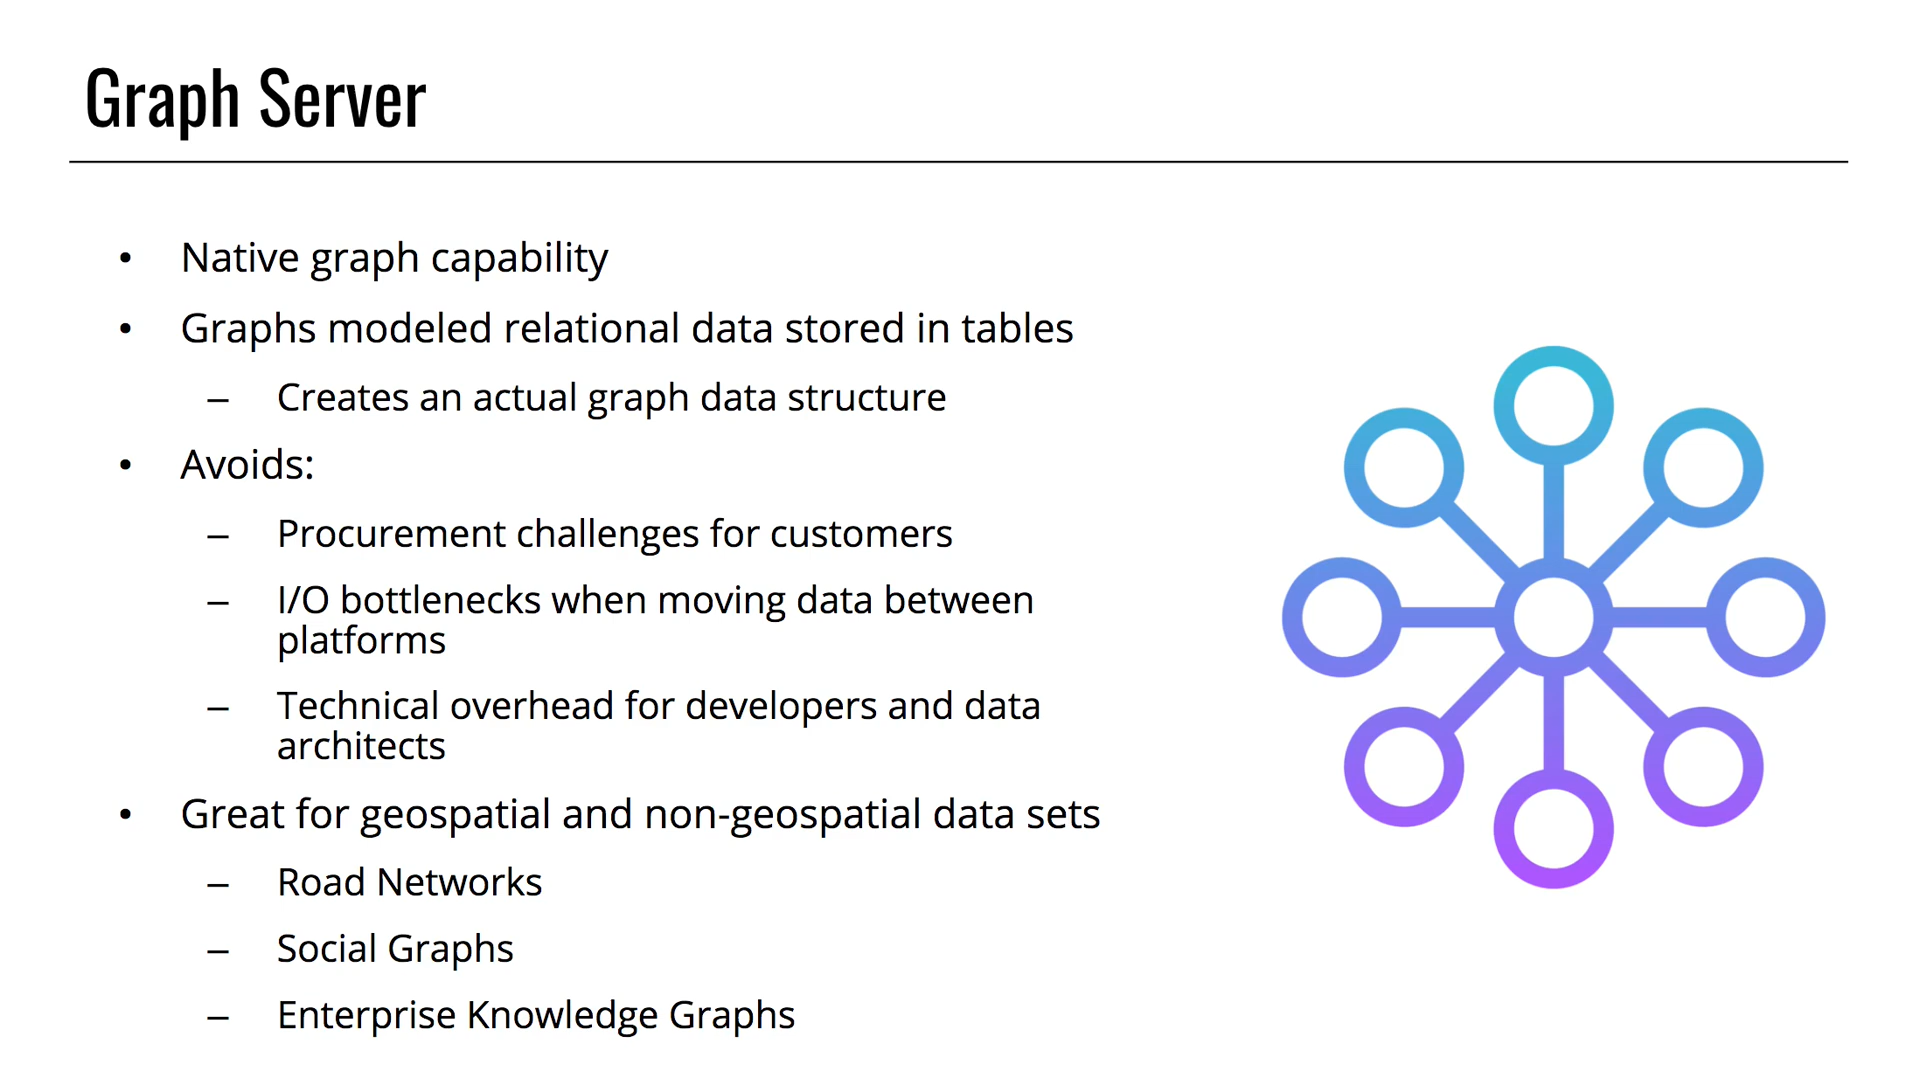 Graph Server
• Native graph capability
• Graphs modeled relational data stored in tables
– Creates an actual graph data structure
• Avoids:
– Procurement challenges for customers
– I/O bottlenecks when moving data between
platforms
– Technical overhead for developers and data
architects
• Great for geospatial and non-geospatial data sets
– Road Networks
– Social Graphs
– Enterprise Knowledge Graphs